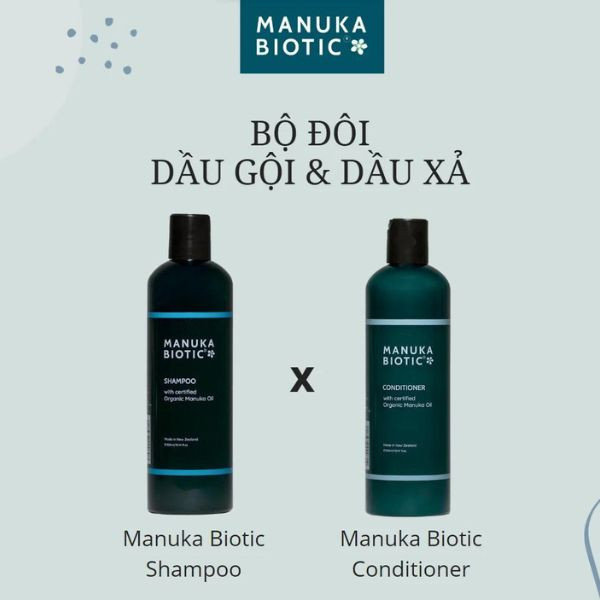 MANUKA
BIOTIC
BỘ ĐÔI
DẦU GỘI & DẦU XẢ
MANUKA
BIOTIC
SHAMPOO
with certified
Organic Manuka Oil
Made in New Zealand
X
MANUKA
BIOTIC
CONDITIONER
with certified
Organic Manuka Oil
Made in New Zealand
Manuka Biotic
Shampoo
Manuka Biotic
Conditioner